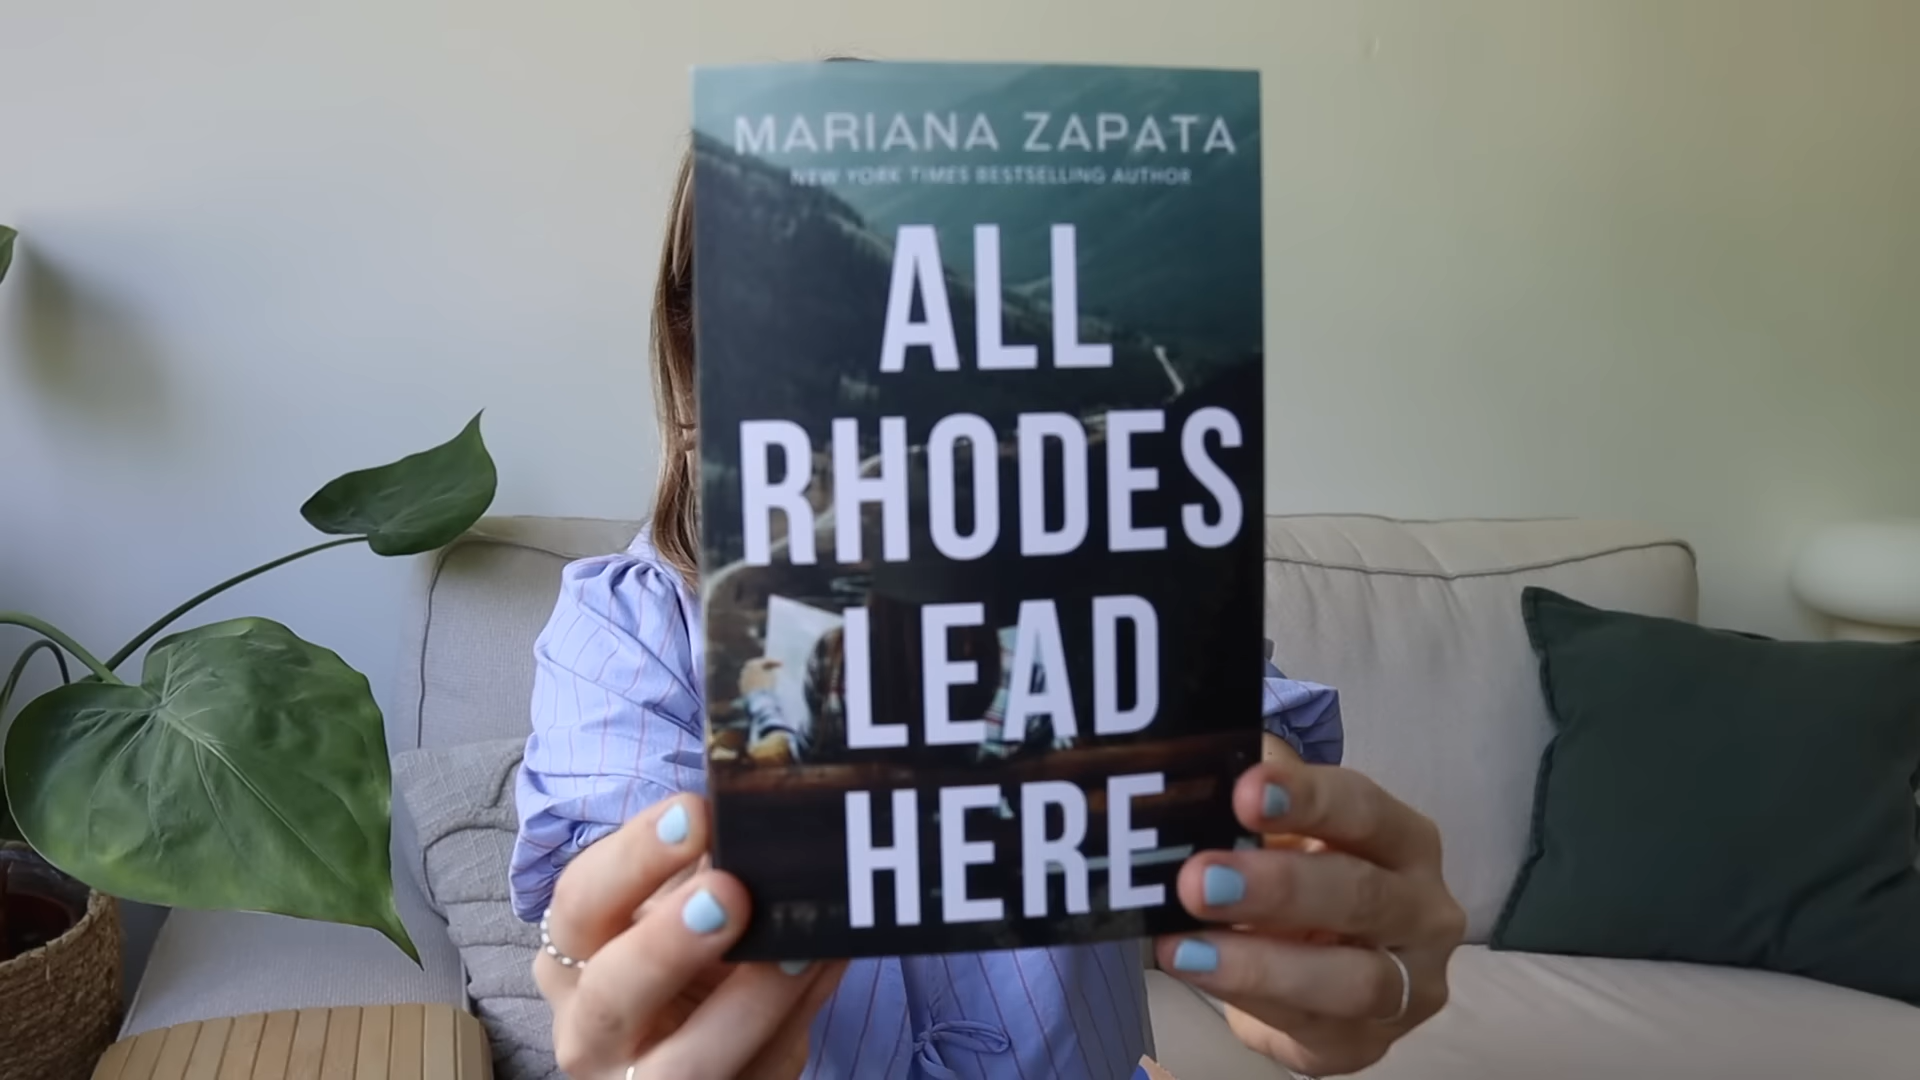 MARIANA ZAPATA
NEW YORK TIMES BESTSELLING AUTHOR
ALL
RHODES
LEAD
HERE